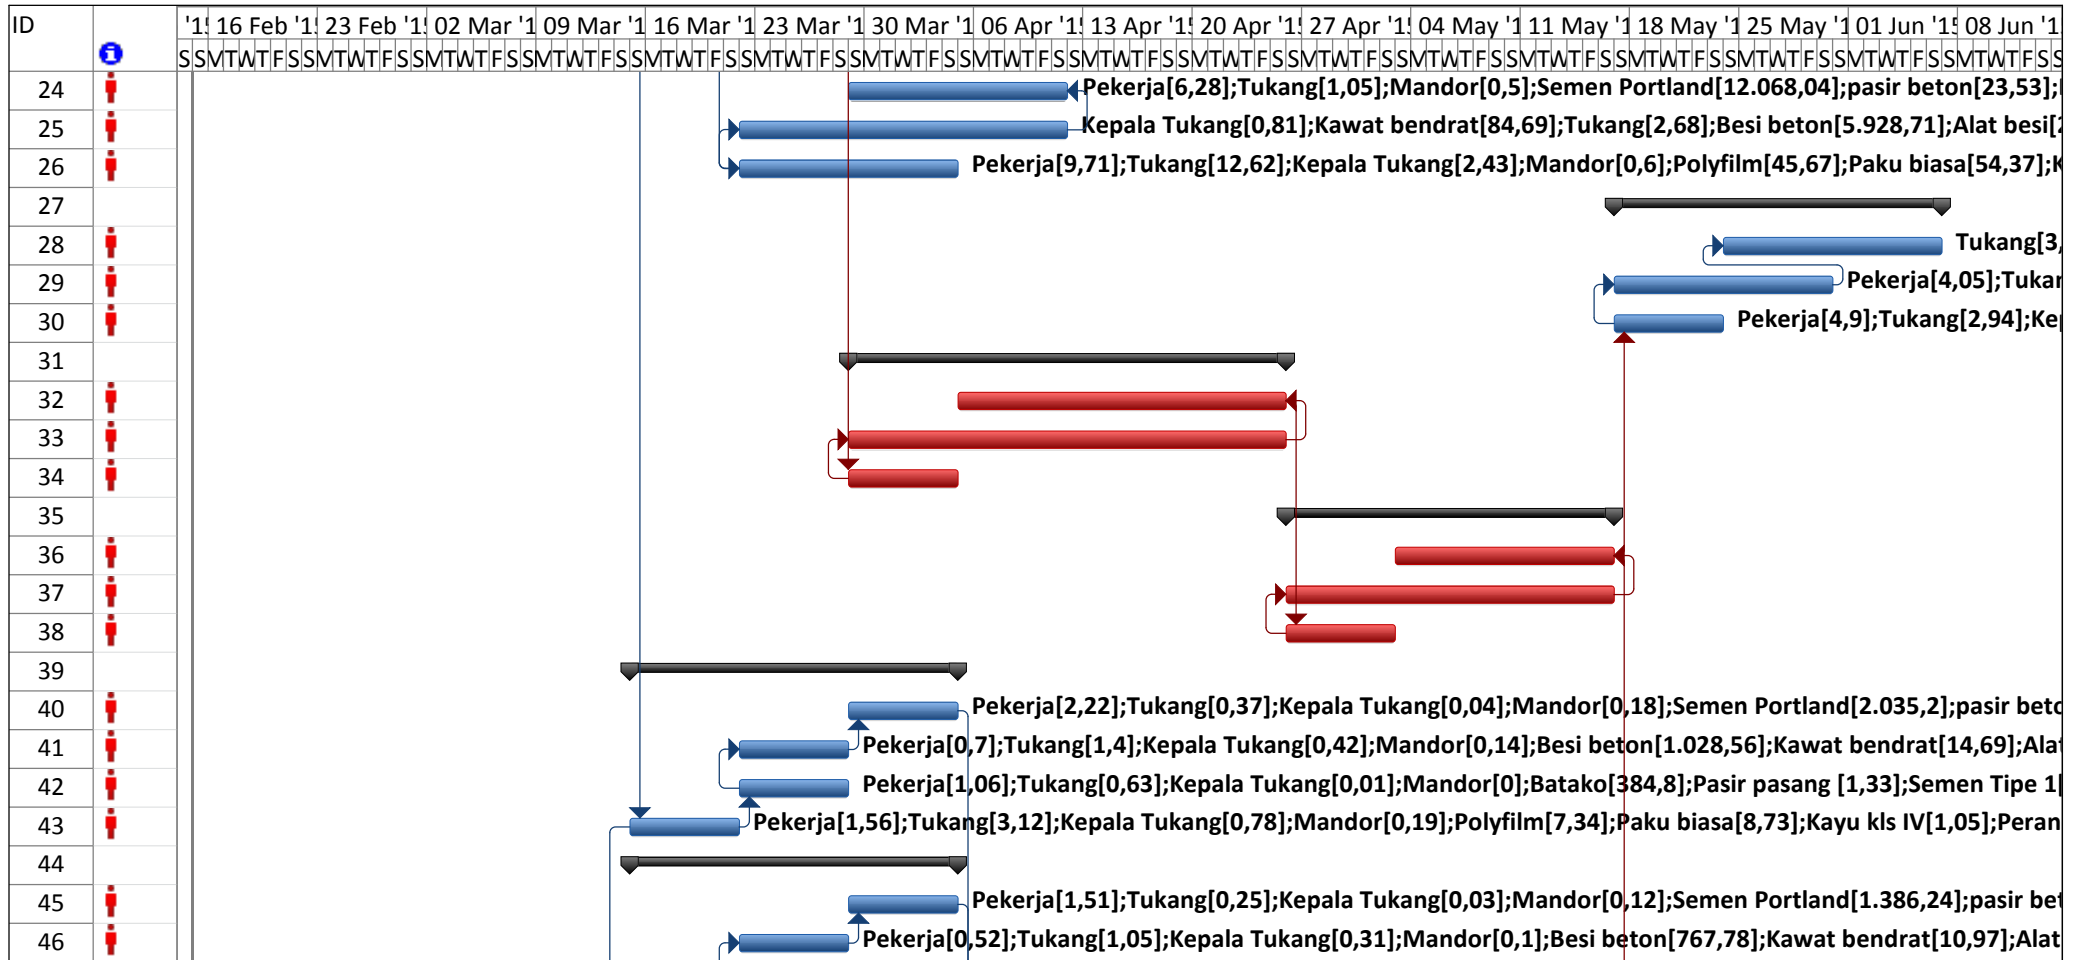 ID
'15 16 Feb '15 23 Feb '15 02 Mar '1 09 Mar '1 16 Mar '1 23 Mar '1 30 Mar '1 06 Apr '15 13 Apr '15 20 Apr '15 27 Apr '15 04 May '1 11 May '1 18 May '1 25 May '1 01 Jun '15 08 Jun '1
S S M T W T F S S M T W T F S S M T W T F S S M T W T F S S M T W T F S S M T W T F S S M T W T F S S M T W T F S S M T W T F S S M T W T F S S M T W T F S S M T W T F S S M T W T F S S M T W T F S S M T W T F S S M T W T F S S M T W T F S S
24 Pekerja[6,28];Tukang[1,05];Mandor[0,5];Semen Portland[12.068,04];pasir beton[23,53];
25 Kepala Tukang[0,81];Kawat bendrat[84,69];Tukang[2,68];Besi beton[5.928,71];Alat besi[2
26 Pekerja[9,71];Tukang[12,62];Kepala Tukang[2,43];Mandor[0,6];Polyfilm[45,67];Paku biasa[54,37];K
27
28 Tukang[3,
29 Pekerja[4,05];Tukan
30 Pekerja[4,9];Tukang[2,94];Kep
31
32
33
34
35
36
37
38
39
40 Pekerja[2,22];Tukang[0,37];Kepala Tukang[0,04];Mandor[0,18];Semen Portland[2.035,2];pasir beto
41 Pekerja[0,7];Tukang[1,4];Kepala Tukang[0,42];Mandor[0,14];Besi beton[1.028,56];Kawat bendrat[14,69];Alat
42 Pekerja[1,06];Tukang[0,63];Kepala Tukang[0,01];Mandor[0];Batako[384,8];Pasir pasang [1,33];Semen Tipe 1[
43 Pekerja[1,56];Tukang[3,12];Kepala Tukang[0,78];Mandor[0,19];Polyfilm[7,34];Paku biasa[8,73];Kayu kls IV[1,05];Peran
44
45 Pekerja[1,51];Tukang[0,25];Kepala Tukang[0,03];Mandor[0,12];Semen Portland[1.386,24];pasir bet
46 Pekerja[0,52];Tukang[1,05];Kepala Tukang[0,31];Mandor[0,1];Besi beton[767,78];Kawat bendrat[10,97];Alat